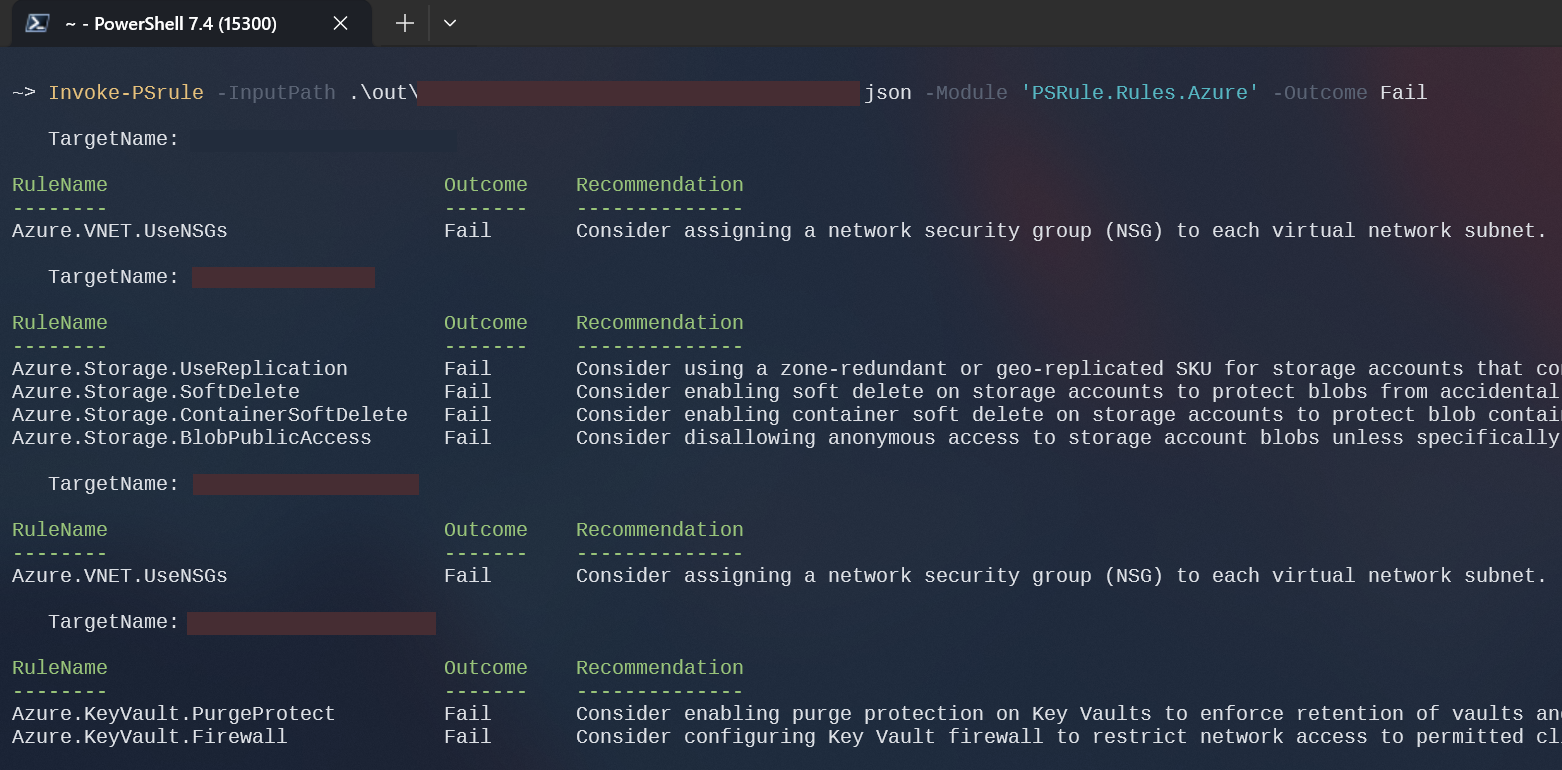 ~ - PowerShell 7.4 (15300)
~> Invoke-PSrule -InputPath .\out\ json -Module 'PSRule.Rules.Azure' -Outcome Fail
TargetName:
RuleName Outcome Recommendation
-------- ------- --------------
Azure.VNET.UseNSGs Fail Consider assigning a network security group (NSG) to each virtual network subnet.
TargetName:
RuleName Outcome Recommendation
-------- ------- --------------
Azure.Storage.UseReplication Fail Consider using a zone-redundant or geo-replicated SKU for storage accounts that co
Azure.Storage.SoftDelete Fail Consider enabling soft delete on storage accounts to protect blobs from accidental
Azure.Storage.ContainerSoftDelete Fail Consider enabling container soft delete on storage accounts to protect blob contai
Azure.Storage.BlobPublicAccess Fail Consider disallowing anonymous access to storage account blobs unless specifically
TargetName:
RuleName Outcome Recommendation
-------- ------- --------------
Azure.VNET.UseNSGs Fail Consider assigning a network security group (NSG) to each virtual network subnet.
TargetName:
RuleName Outcome Recommendation
-------- ------- --------------
Azure.KeyVault.PurgeProtect Fail Consider enabling purge protection on Key Vaults to enforce retention of vaults an
Azure.KeyVault.Firewall Fail Consider configuring Key Vault firewall to restrict network access to permitted cl